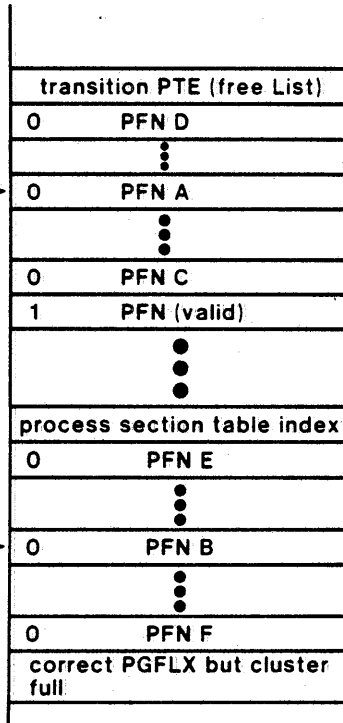 transition PTE (free List)
0 PFN D
0 PFN A
0 PFN C
1 PFN (valid)
process section table index
0 PFN E
0 PFN B
0 PFN F
correct PGFLX but cluster
full